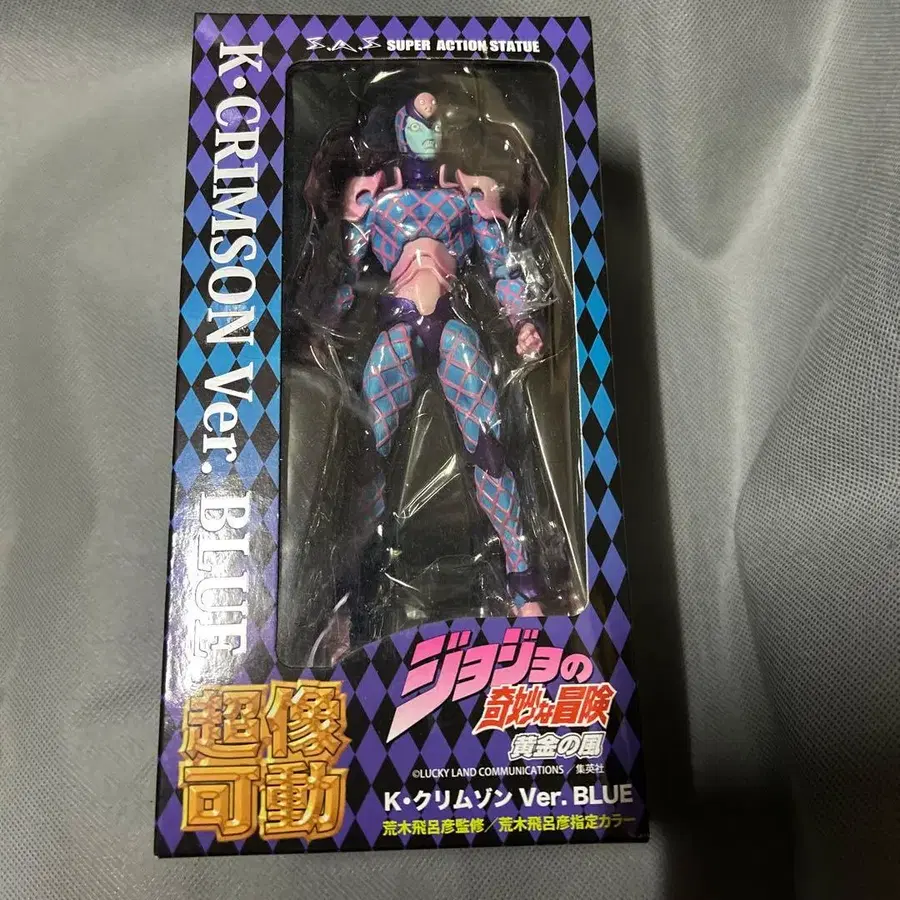 S.A.S SUPER ACTION STATUE
K・CRIMSON Ver. BLUE
超像
可動
ジョジョの
奇妙な冒険
黄金の風
©LUCKY LAND COMMUNICATIONS／集英社
K・クリムゾン Ver. BLUE
荒木飛呂彦監修／荒木飛呂彦指定カラー